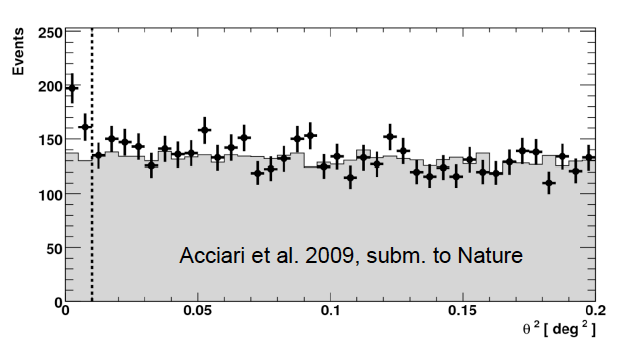 Events
250
200
150
100
50
0
Acciari et al. 2009, subm. to Nature
0 0.05 0.1 0.15 0.2
θ² [ deg² ]